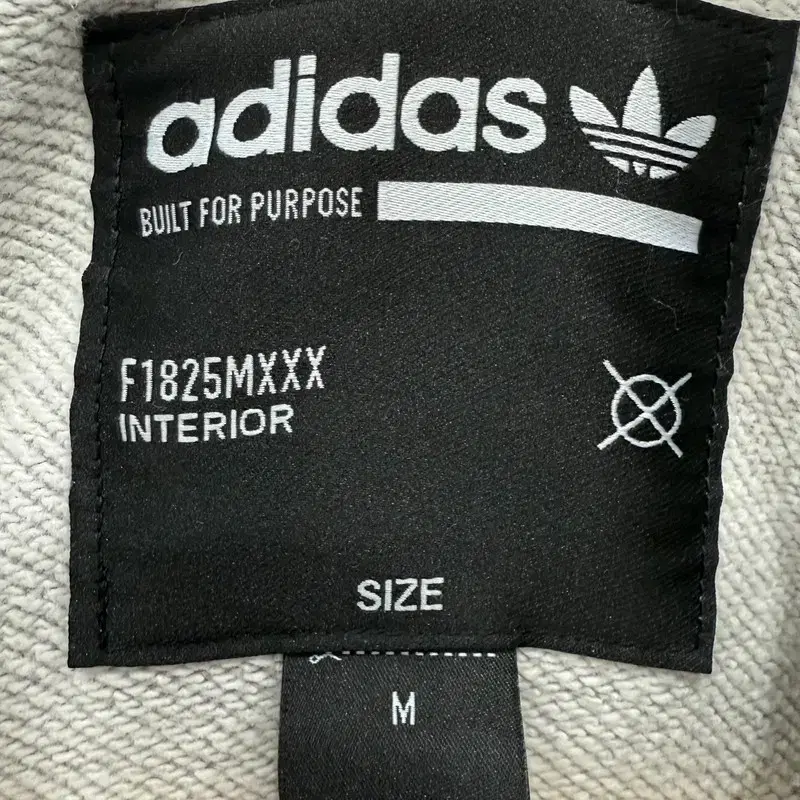 adidas
BUILT FOR PURPOSE
F1825MXXX
INTERIOR
SIZE
M